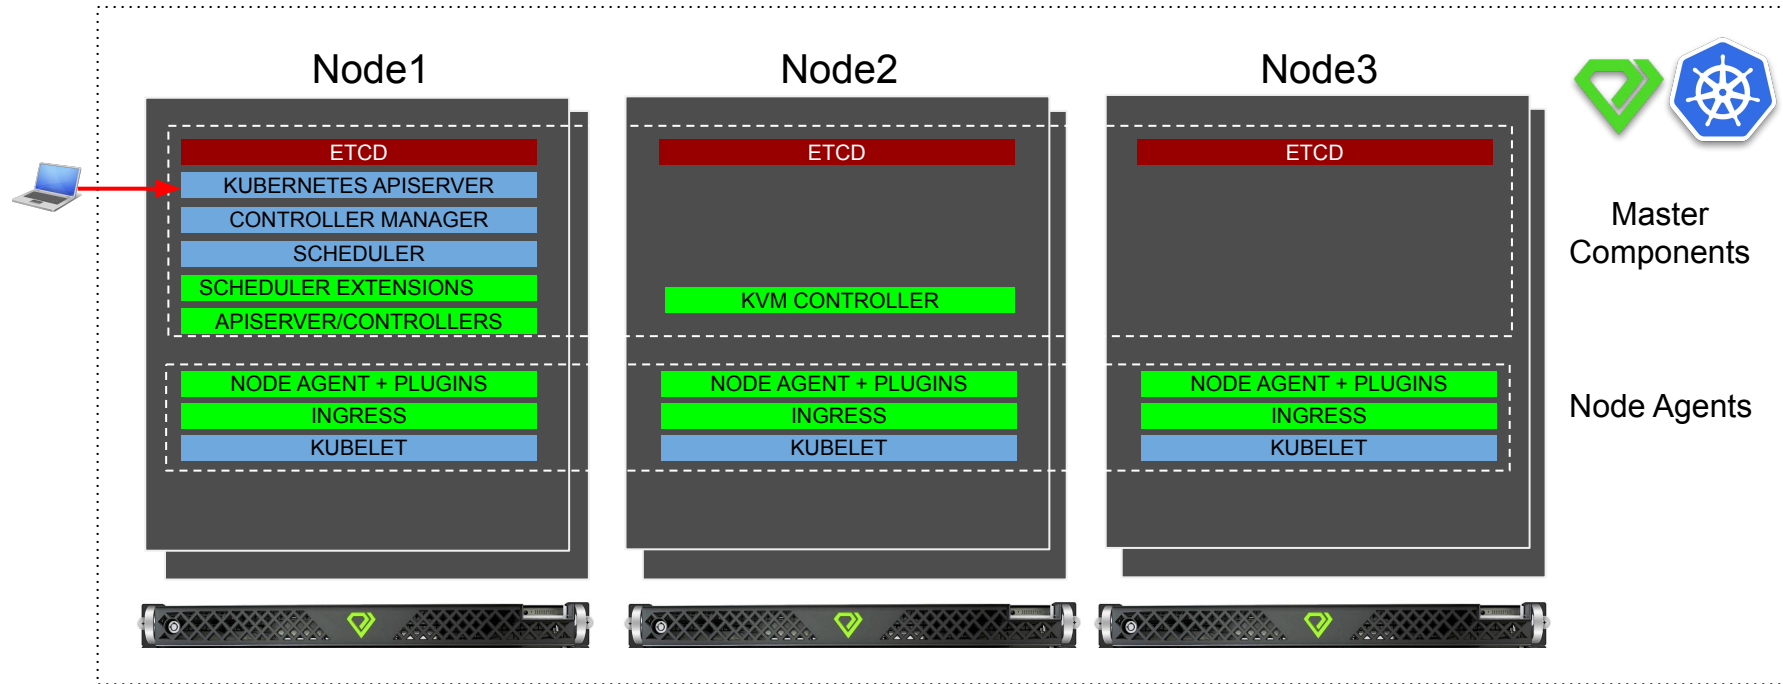 Node1
Node2
Node3
ETCD
KUBERNETES APISERVER
CONTROLLER MANAGER
SCHEDULER
SCHEDULER EXTENSIONS
APISERVER/CONTROLLERS
NODE AGENT + PLUGINS
INGRESS
KUBELET
ETCD
KVM CONTROLLER
NODE AGENT + PLUGINS
INGRESS
KUBELET
ETCD
NODE AGENT + PLUGINS
INGRESS
KUBELET
Master
Components
Node Agents